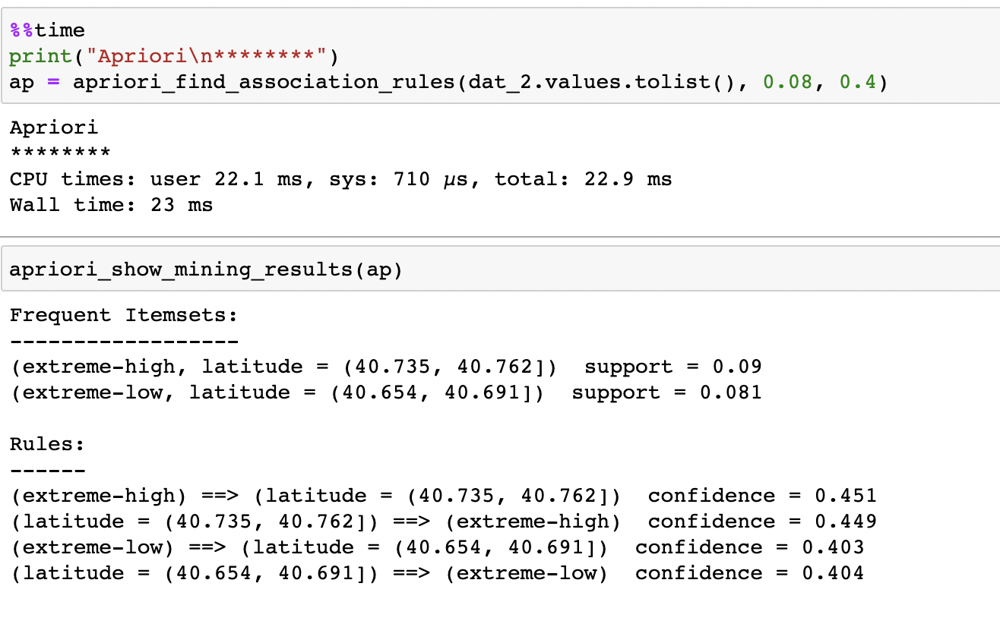 %%time
print("Apriori\n********")
ap = apriori_find_association_rules(dat_2.values.tolist(), 0.08, 0.4)
Apriori
********
CPU times: user 22.1 ms, sys: 710 µs, total: 22.9 ms
Wall time: 23 ms
apriori_show_mining_results(ap)
Frequent Itemsets:
------------------
(extreme-high, latitude = (40.735, 40.762])  support = 0.09
(extreme-low, latitude = (40.654, 40.691])  support = 0.081
Rules:
------
(extreme-high) ==> (latitude = (40.735, 40.762])  confidence = 0.451
(latitude = (40.735, 40.762]) ==> (extreme-high)  confidence = 0.449
(extreme-low) ==> (latitude = (40.654, 40.691])  confidence = 0.403
(latitude = (40.654, 40.691]) ==> (extreme-low)  confidence = 0.404